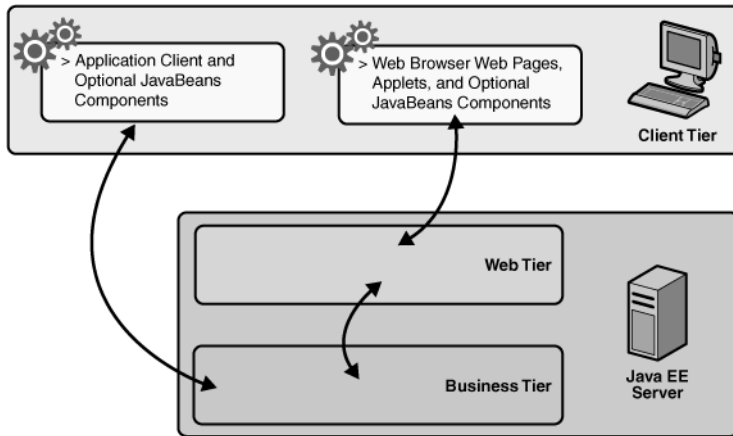 > Application Client and
Optional JavaBeans
Components
> Web Browser Web Pages,
Applets, and Optional
JavaBeans Components
Client Tier
Web Tier
Business Tier
Java EE
Server